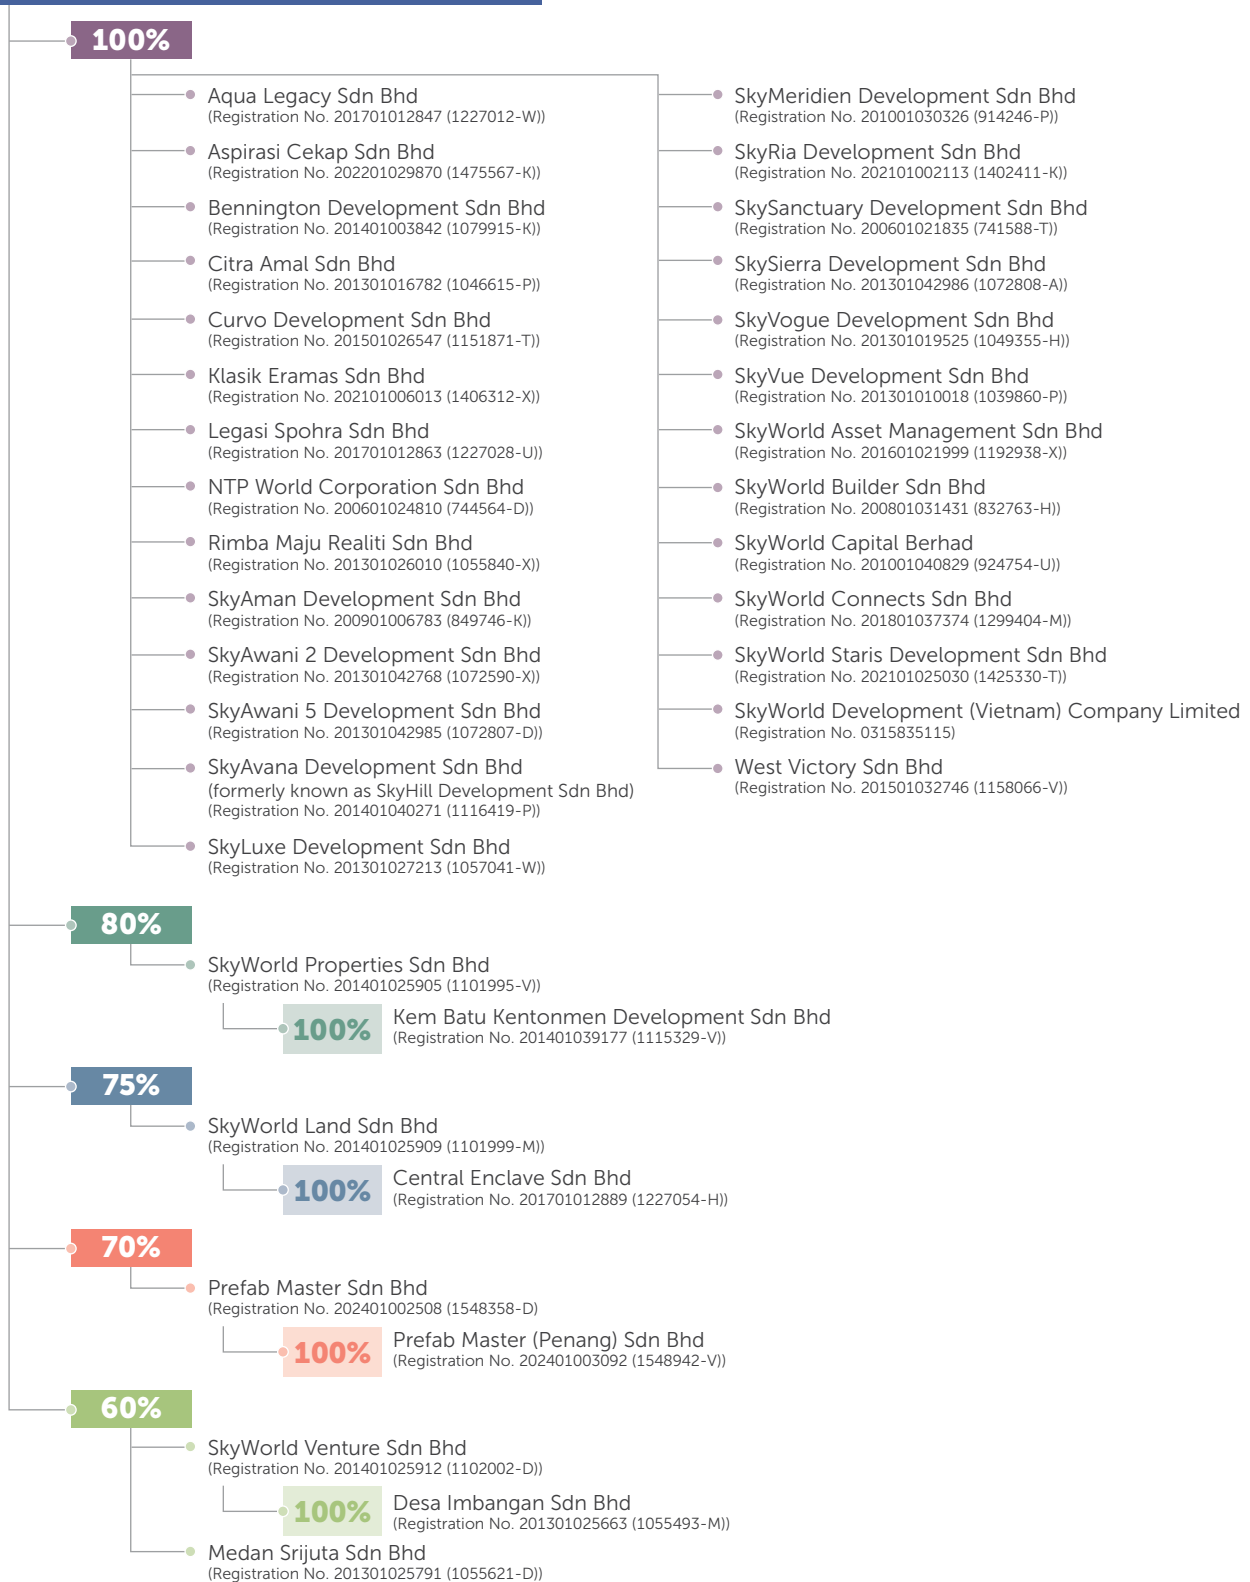 100%
Aqua Legacy Sdn Bhd
(Registration No. 201701012847 (1227012-W))
Aspirasi Cekap Sdn Bhd
(Registration No. 202201029870 (1475567-K))
Bennington Development Sdn Bhd
(Registration No. 201401003842 (1079915-K))
Citra Amal Sdn Bhd
(Registration No. 201301016782 (1046615-P))
Curvo Development Sdn Bhd
(Registration No. 201501026547 (1151871-T))
Klasik Eramas Sdn Bhd
(Registration No. 202101006013 (1406312-X))
Legasi Spohra Sdn Bhd
(Registration No. 201701012863 (1227028-U))
NTP World Corporation Sdn Bhd
(Registration No. 200601024810 (744564-D))
Rimba Maju Realiti Sdn Bhd
(Registration No. 201301026010 (1055840-X))
SkyAman Development Sdn Bhd
(Registration No. 200901006783 (849746-K))
SkyAwani 2 Development Sdn Bhd
(Registration No. 201301042768 (1072590-X))
SkyAwani 5 Development Sdn Bhd
(Registration No. 201301042985 (1072807-D))
SkyAvana Development Sdn Bhd
(formerly known as SkyHill Development Sdn Bhd)
(Registration No. 201401040271 (1116419-P))
SkyLuxe Development Sdn Bhd
(Registration No. 201301027213 (1057041-W))
SkyMeridien Development Sdn Bhd
(Registration No. 201001030326 (914246-P))
SkyRia Development Sdn Bhd
(Registration No. 202101002113 (1402411-K))
SkySanctuary Development Sdn Bhd
(Registration No. 200601021835 (741588-T))
SkySierra Development Sdn Bhd
(Registration No. 201301042986 (1072808-A))
SkyVogue Development Sdn Bhd
(Registration No. 201301019525 (1049355-H))
SkyVue Development Sdn Bhd
(Registration No. 201301010018 (1039860-P))
SkyWorld Asset Management Sdn Bhd
(Registration No. 201601021999 (1192938-X))
SkyWorld Builder Sdn Bhd
(Registration No. 200801031431 (832763-H))
SkyWorld Capital Berhad
(Registration No. 201001040829 (924754-U))
SkyWorld Connects Sdn Bhd
(Registration No. 201801037374 (1299404-M))
SkyWorld Staris Development Sdn Bhd
(Registration No. 202101025030 (1425330-T))
SkyWorld Development (Vietnam) Company Limited
(Registration No. 0315835115)
West Victory Sdn Bhd
(Registration No. 201501032746 (1158066-V))
80%
SkyWorld Properties Sdn Bhd
(Registration No. 201401025905 (1101995-V))
100%
Kem Batu Kentonmen Development Sdn Bhd
(Registration No. 201401039177 (1115329-V))
75%
SkyWorld Land Sdn Bhd
(Registration No. 201401025909 (1101999-M))
100%
Central Enclave Sdn Bhd
(Registration No. 201701012889 (1227054-H))
70%
Prefab Master Sdn Bhd
(Registration No. 202401002508 (1548358-D)
100%
Prefab Master (Penang) Sdn Bhd
(Registration No. 202401003092 (1548942-V))
60%
SkyWorld Venture Sdn Bhd
(Registration No. 201401025912 (1102002-D))
100%
Desa Imbangan Sdn Bhd
(Registration No. 201301025663 (1055493-M))
Medan Srijuta Sdn Bhd
(Registration No. 201301025791 (1055621-D))